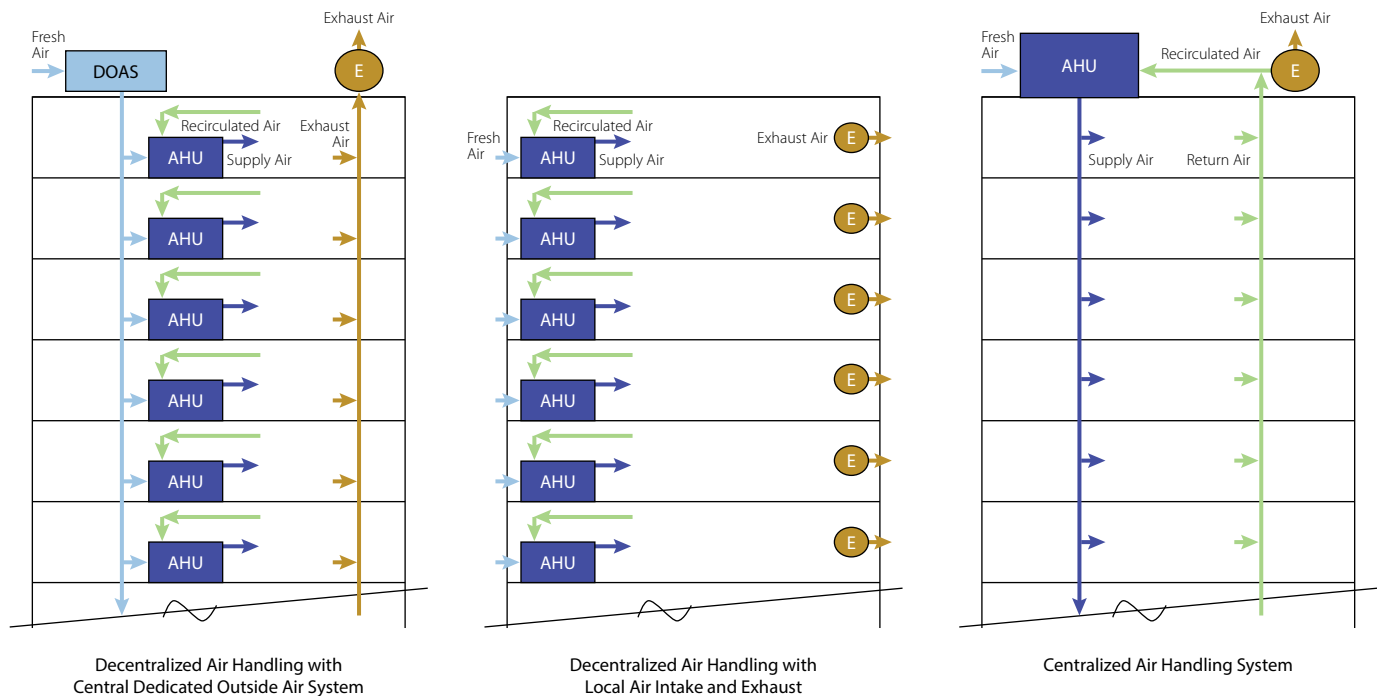 Fresh
Air
DOAS
Exhaust Air
E
Recirculated Air
Exhaust
Air
AHU
Supply Air
AHU
AHU
AHU
AHU
AHU
Decentralized Air Handling with
Central Dedicated Outside Air System
Fresh
Air
Recirculated Air
AHU
Supply Air
Exhaust Air
E
AHU
E
AHU
E
AHU
E
AHU
E
AHU
E
Decentralized Air Handling with
Local Air Intake and Exhaust
Fresh
Air
AHU
Recirculated Air
Exhaust Air
E
Supply Air
Return Air
Centralized Air Handling System